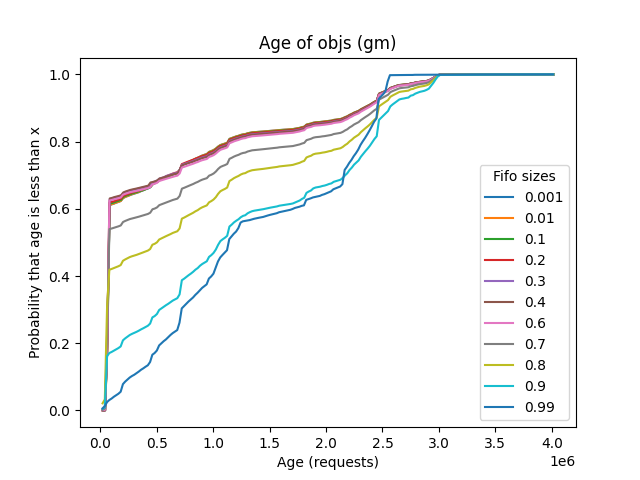 Age of objs (gm)
Probability that age is less than x
1.0
0.8
0.6
0.4
0.2
0.0
Fifo sizes
0.001
0.01
0.1
0.2
0.3
0.4
0.6
0.7
0.8
0.9
0.99
0.0 0.5 1.0 1.5 2.0 2.5 3.0 3.5 4.0
1e6
Age (requests)